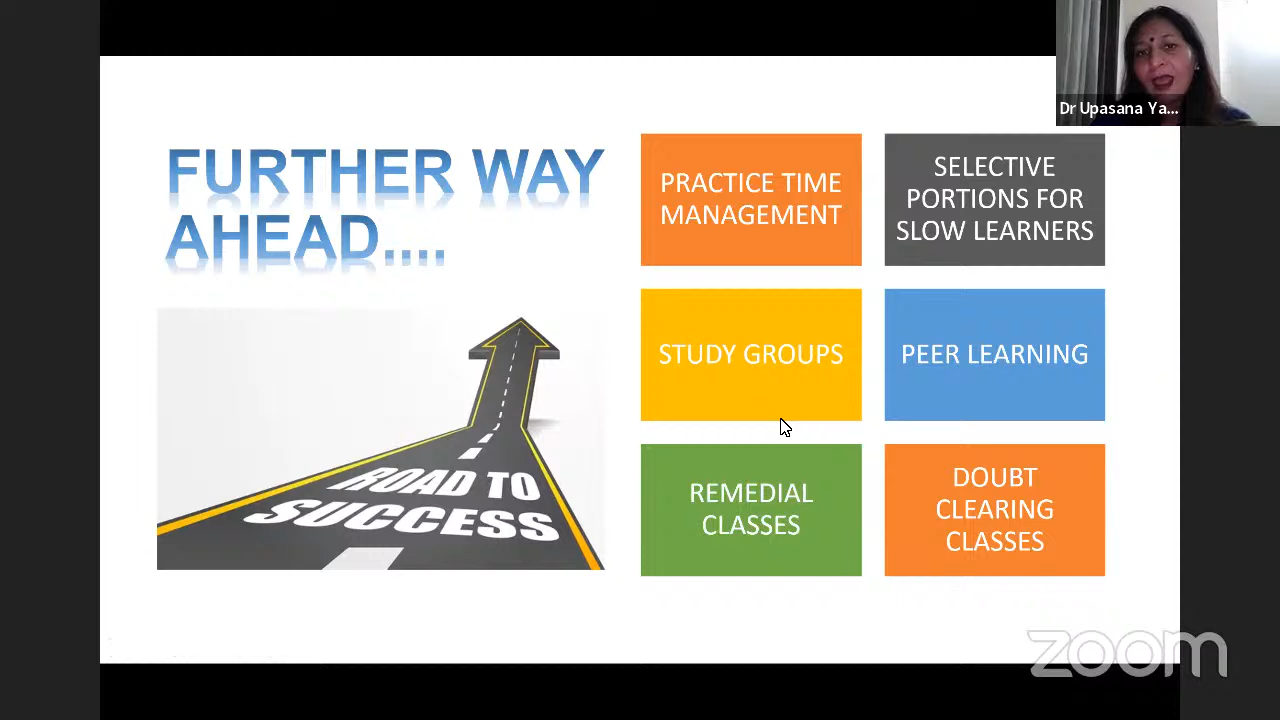 Dr Upasana Ya...
FURTHER WAY
AHEAD....
PRACTICE TIME
MANAGEMENT
SELECTIVE
PORTIONS FOR
SLOW LEARNERS
STUDY GROUPS
PEER LEARNING
REMEDIAL
CLASSES
DOUBT
CLEARING
CLASSES
ROAD TO
SUCCESS
zoom